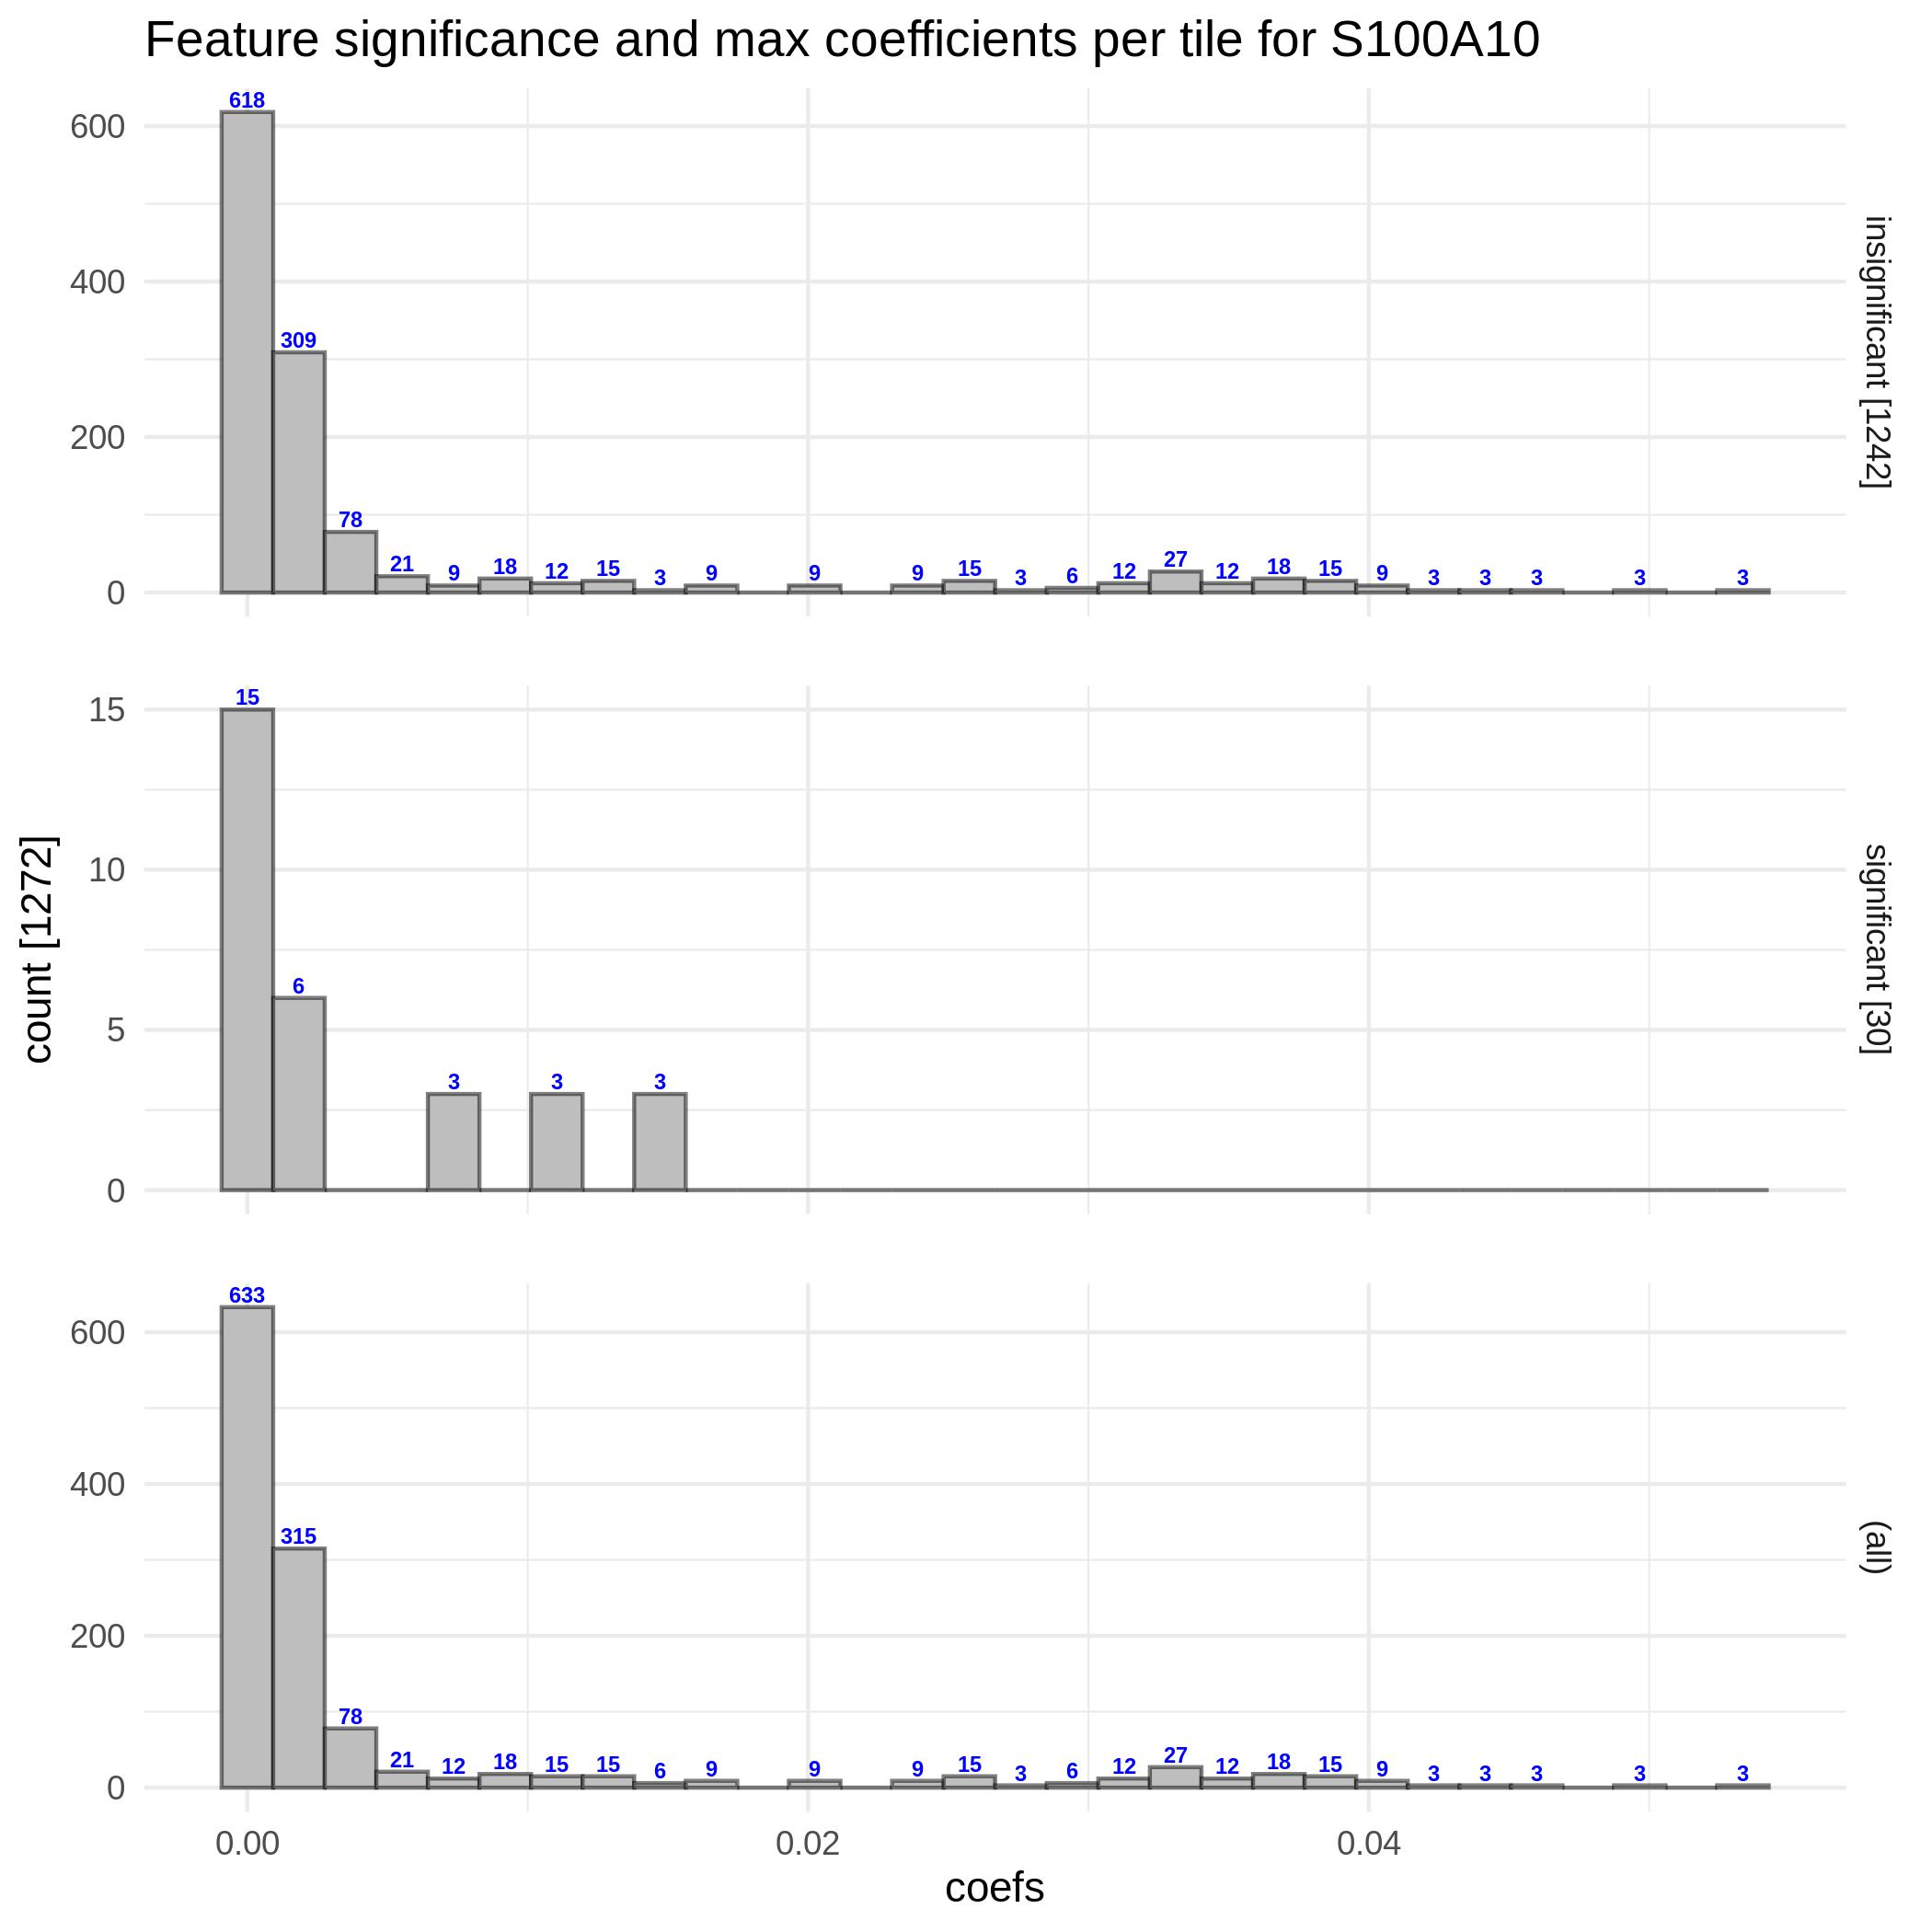 Feature significance and max coefficients per tile for S100A10
618
600
309
400
200
78
21 9 18 12 15 3 9 9 9 15 3 6 12 27 12 18 15 9 3 3 3 3 3
0
insignificant [1242]
15
15
10
6
5
3 3 3
0
significant [30]
count [1272]
633
600
315
400
200
78
21 12 18 15 15 6 9 9 9 15 3 6 12 27 12 18 15 9 3 3 3 3 3
0
(all)
0.00 0.02 0.04
coefs